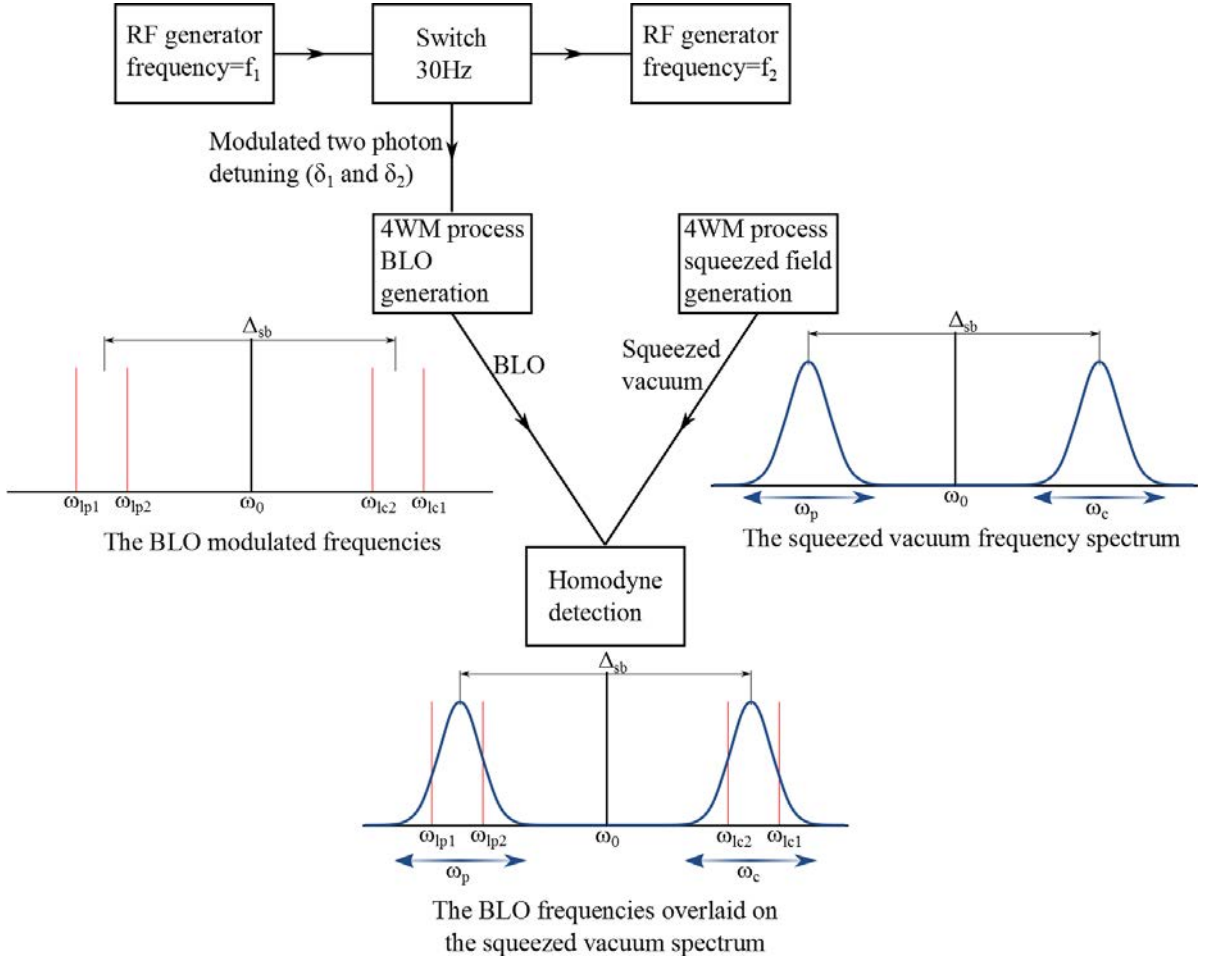 RF generator
frequency=f₁
Switch
30Hz
RF generator
frequency=f₂
Modulated two photon
detuning (δ₁ and δ₂)
4WM process
BLO
generation
4WM process
squeezed field
generation
Δsb
BLO
Squeezed
vacuum
Δsb
ωlp1 ωlp2 ω₀ ωlc2 ωlc1
The BLO modulated frequencies
ω₀
ωp ωc
The squeezed vacuum frequency spectrum
Homodyne
detection
Δsb
ωlp1 ωlp2 ω₀ ωlc2 ωlc1
ωp ωc
The BLO frequencies overlaid on
the squeezed vacuum spectrum